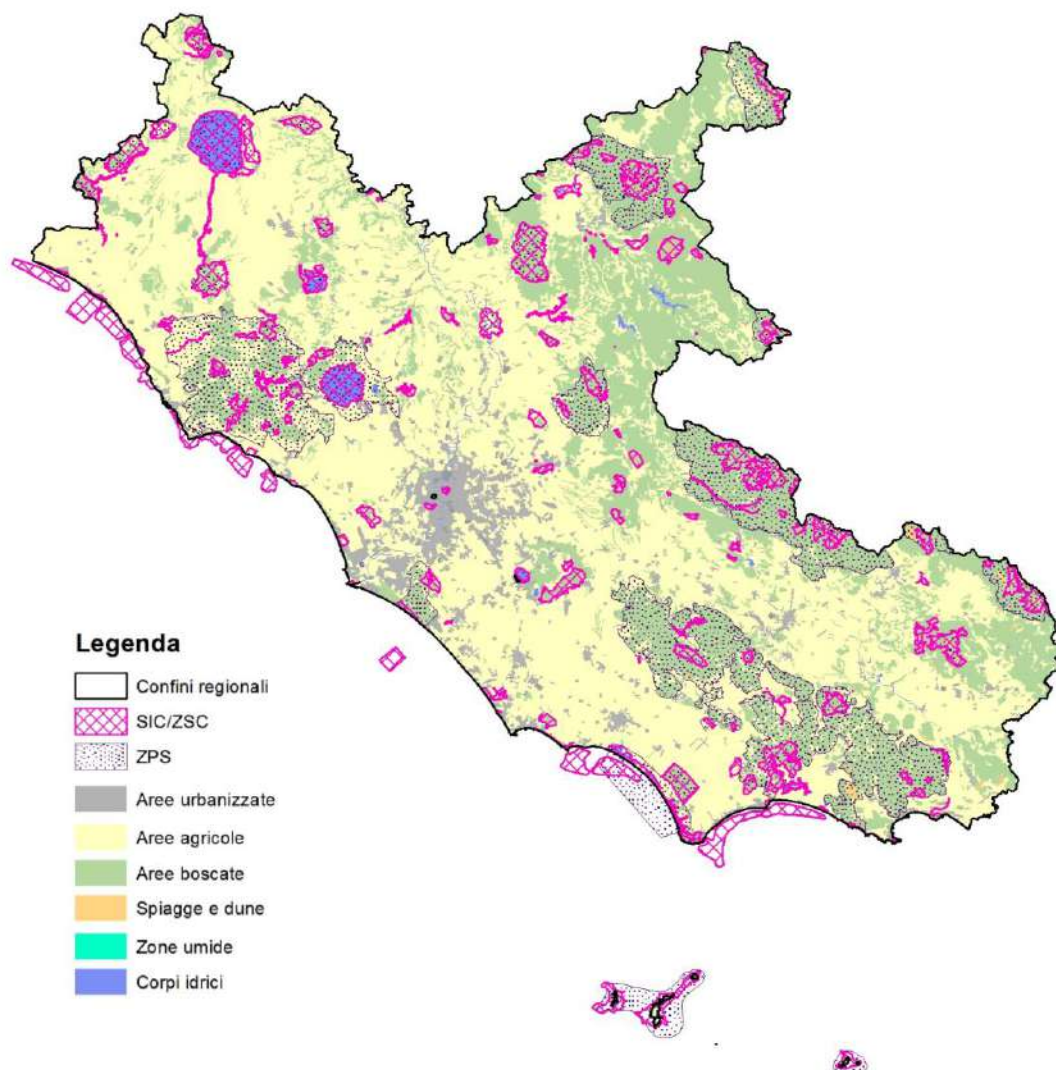 Legenda
Confini regionali
SIC/ZSC
ZPS
Aree urbanizzate
Aree agricole
Aree boscate
Spiagge e dune
Zone umide
Corpi idrici